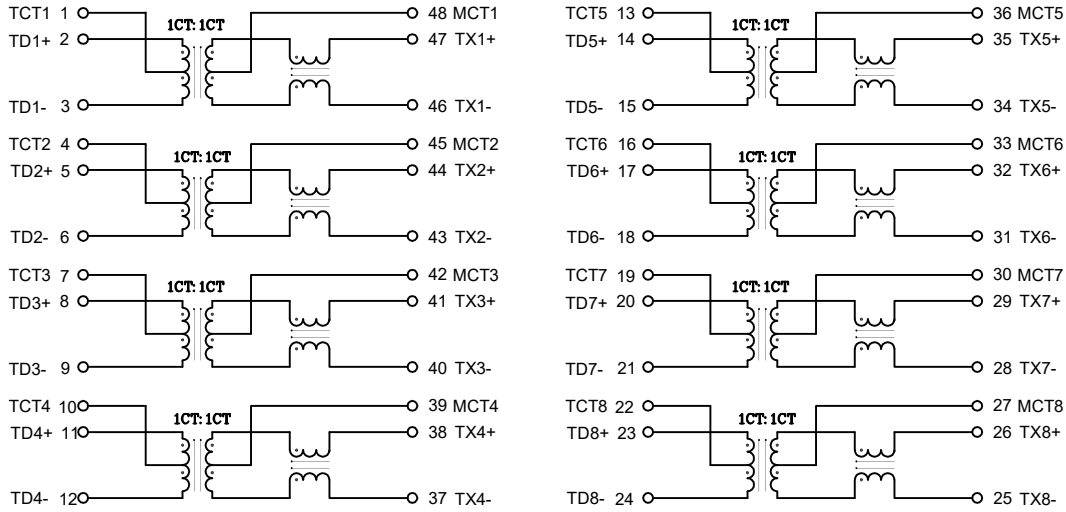 TCT1 1 1CT: 1CT 48 MCT1
TD1+ 2 47 TX1+
TD1- 3 46 TX1-
TCT2 4 1CT: 1CT 45 MCT2
TD2+ 5 44 TX2+
TD2- 6 43 TX2-
TCT3 7 1CT: 1CT 42 MCT3
TD3+ 8 41 TX3+
TD3- 9 40 TX3-
TCT4 10 1CT: 1CT 39 MCT4
TD4+ 11 38 TX4+
TD4- 12 37 TX4-
TCT5 13 1CT: 1CT 36 MCT5
TD5+ 14 35 TX5+
TD5- 15 34 TX5-
TCT6 16 1CT: 1CT 33 MCT6
TD6+ 17 32 TX6+
TD6- 18 31 TX6-
TCT7 19 1CT: 1CT 30 MCT7
TD7+ 20 29 TX7+
TD7- 21 28 TX7-
TCT8 22 1CT: 1CT 27 MCT8
TD8+ 23 26 TX8+
TD8- 24 25 TX8-